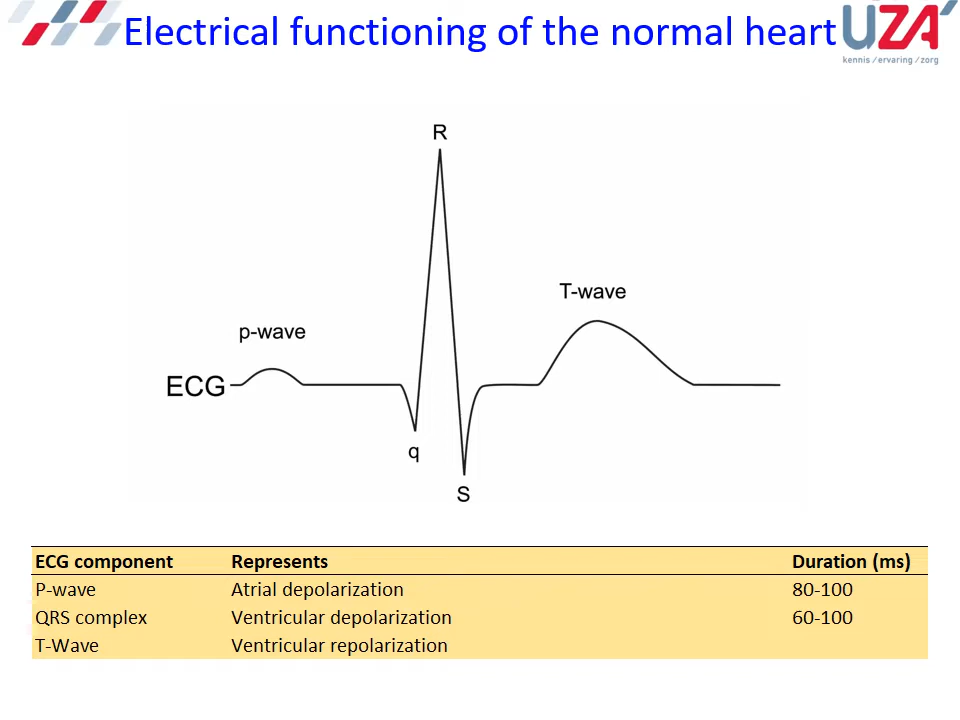 Electrical functioning of the normal heart
UZA'
kennis / ervaring / zorg
R
T-wave
p-wave
ECG
q
S
ECG component Represents Duration (ms)
P-wave Atrial depolarization 80-100
QRS complex Ventricular depolarization 60-100
T-Wave Ventricular repolarization